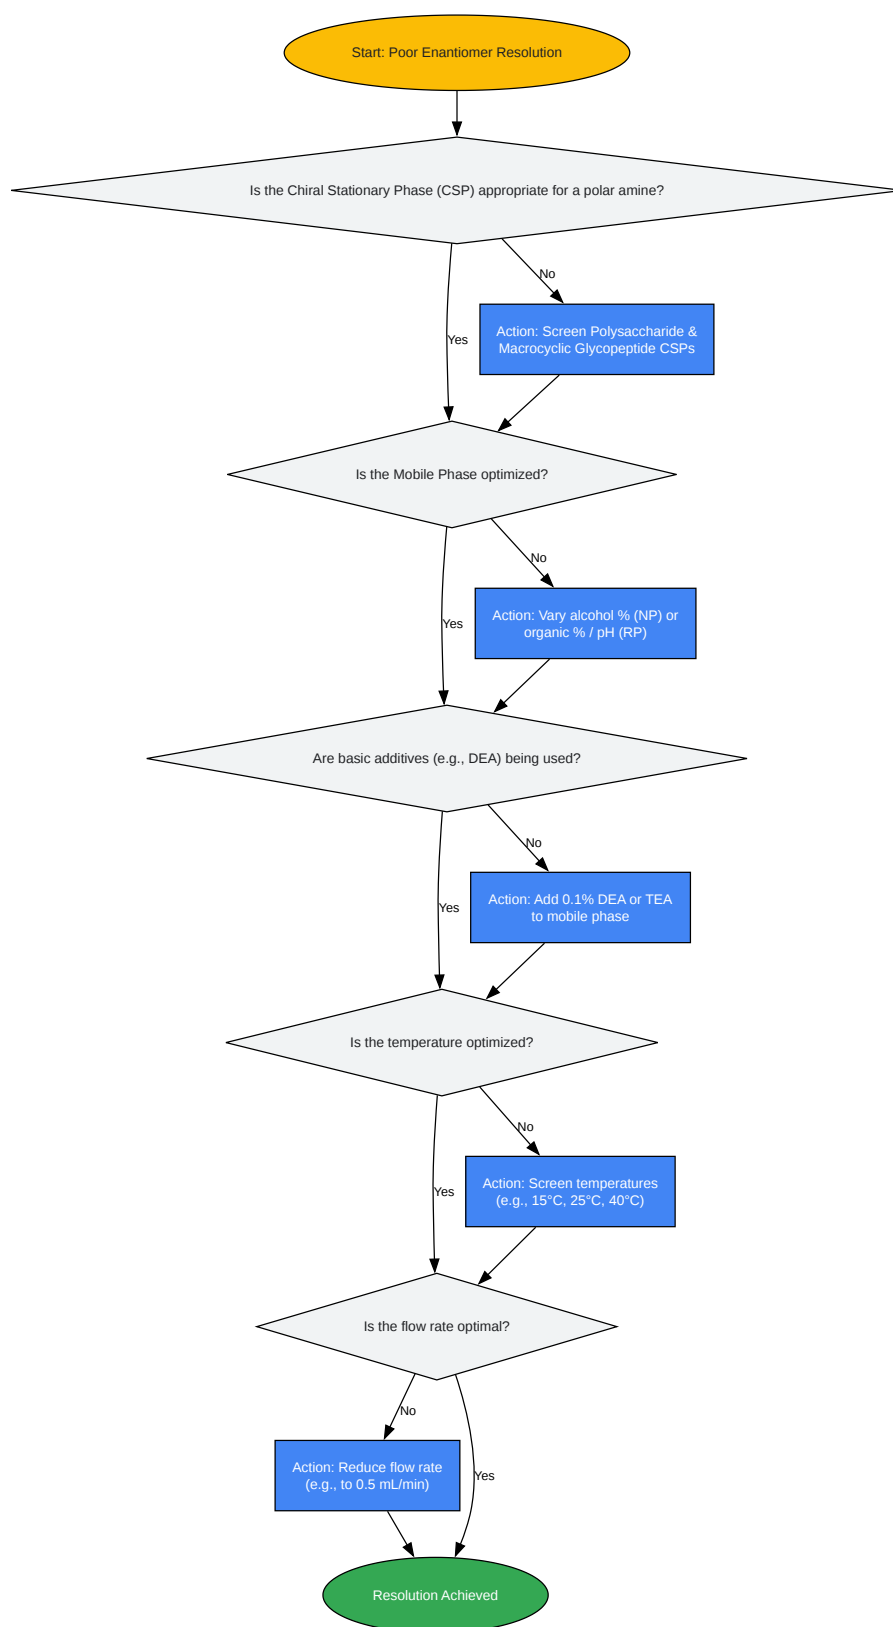 Start: Poor Enantiomer Resolution
Is the Chiral Stationary Phase (CSP) appropriate for a polar amine?
No
Yes
Action: Screen Polysaccharide &
Macrocyclic Glycopeptide CSPs
Is the Mobile Phase optimized?
No
Yes
Action: Vary alcohol % (NP) or
organic % / pH (RP)
Are basic additives (e.g., DEA) being used?
No
Yes
Action: Add 0.1% DEA or TEA
to mobile phase
Is the temperature optimized?
No
Yes
Action: Screen temperatures
(e.g., 15°C, 25°C, 40°C)
Is the flow rate optimal?
No
Action: Reduce flow rate
(e.g., to 0.5 mL/min)
Yes
Resolution Achieved